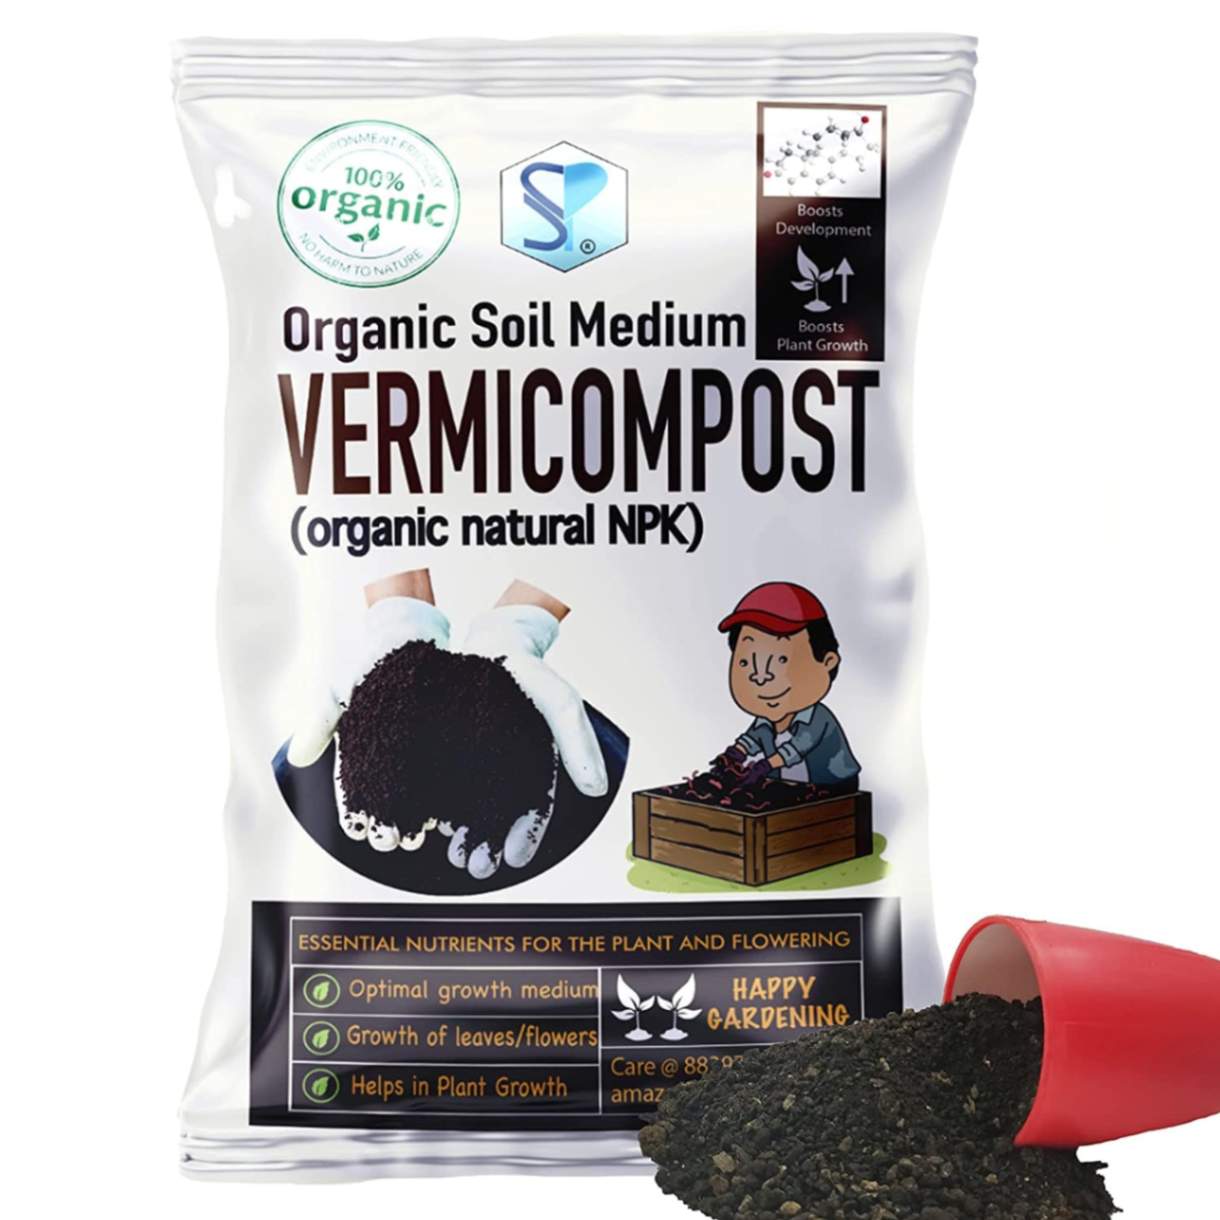 ENVIRONMENT FRIENDLY
100%
organic
NO HARM TO NATURE
SP®
Boosts
Development
Boosts
Plant Growth
Organic Soil Medium
VERMICOMPOST
(organic natural NPK)
ESSENTIAL NUTRIENTS FOR THE PLANT AND FLOWERING
Optimal growth medium
Growth of leaves/flowers
Helps in Plant Growth
HAPPY
GARDENING
Care @